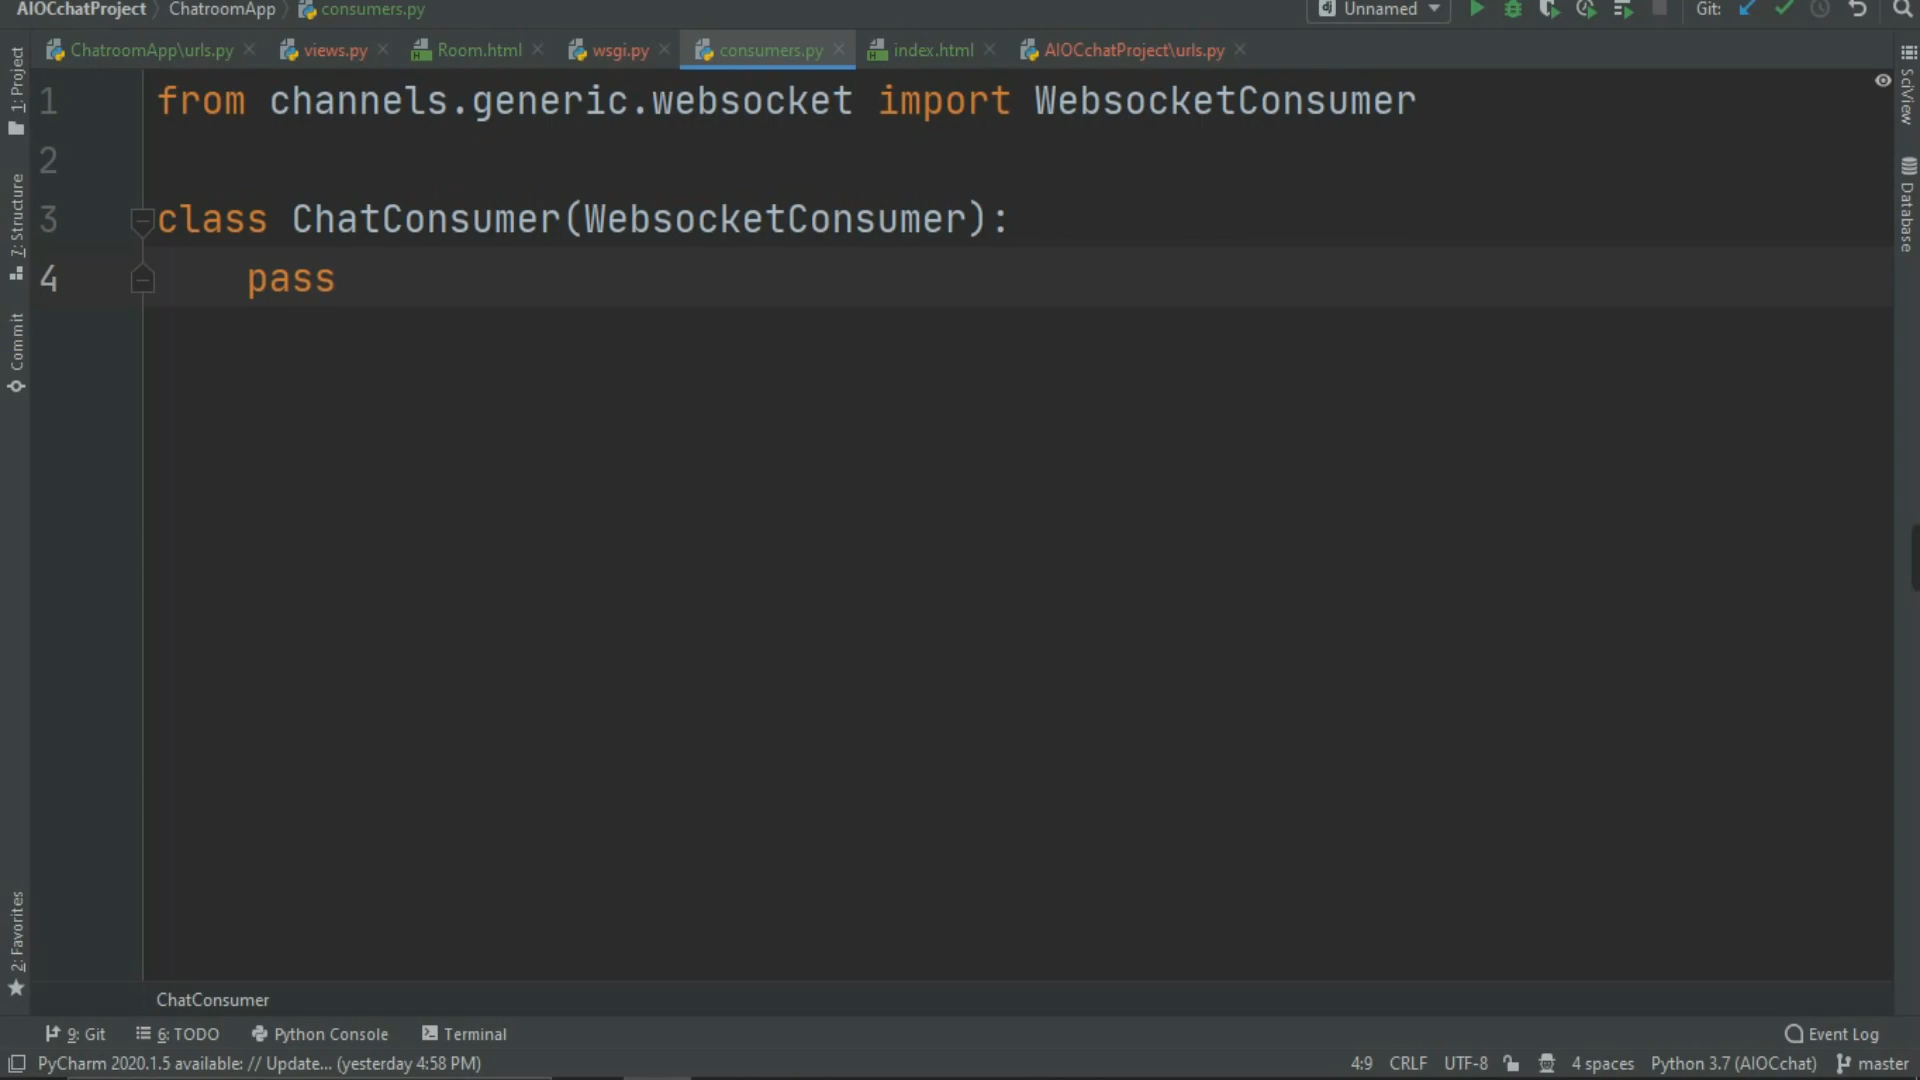 AIOCchatProject ChatroomApp consumers.py Unnamed Git:
ChatroomApp\urls.py views.py Room.html wsgi.py consumers.py index.html AIOCchatProject\urls.py
1 from channels.generic.websocket import WebsocketConsumer
2
3 class ChatConsumer(WebsocketConsumer):
4 pass
1: Project
7: Structure
Commit
2: Favorites
SciView
Database
ChatConsumer
9: Git 6: TODO Python Console Terminal Event Log
PyCharm 2020.1.5 available: // Update... (yesterday 4:58 PM) 4:9 CRLF UTF-8 4 spaces Python 3.7 (AIOCchat) master